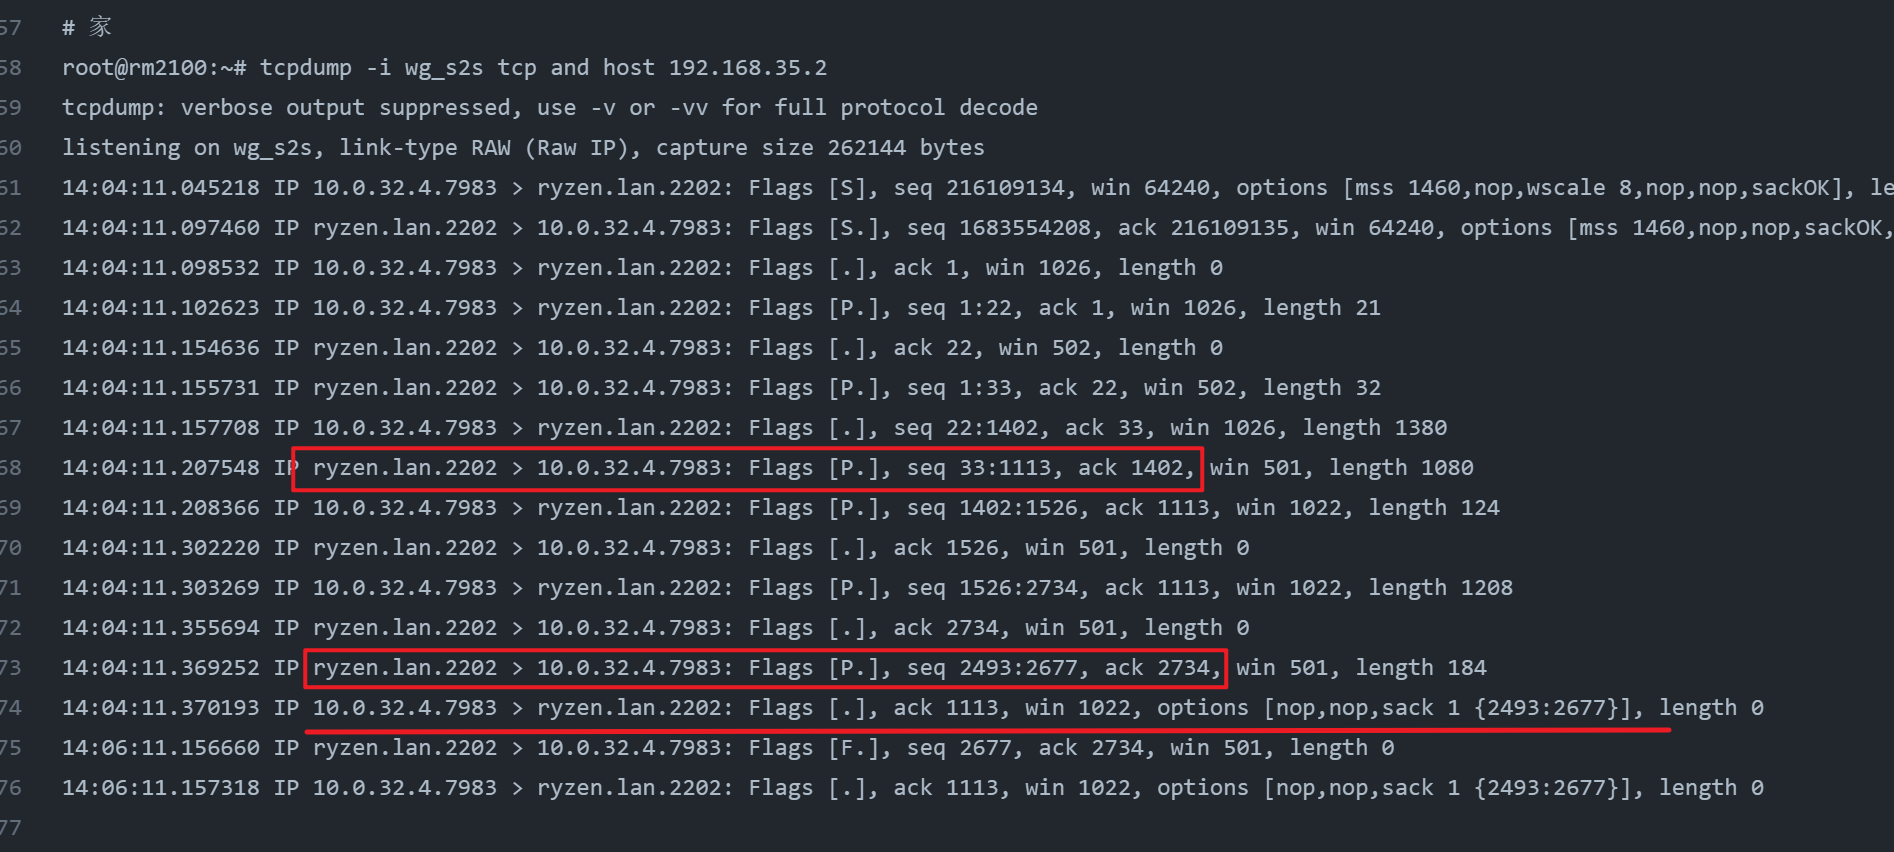 57 # 家
58 root@rm2100:~# tcpdump -i wg_s2s tcp and host 192.168.35.2
59 tcpdump: verbose output suppressed, use -v or -vv for full protocol decode
60 listening on wg_s2s, link-type RAW (Raw IP), capture size 262144 bytes
61 14:04:11.045218 IP 10.0.32.4.7983 > ryzen.lan.2202: Flags [S], seq 216109134, win 64240, options [mss 1460,nop,wscale 8,nop,nop,sackOK], le
62 14:04:11.097460 IP ryzen.lan.2202 > 10.0.32.4.7983: Flags [S.], seq 1683554208, ack 216109135, win 64240, options [mss 1460,nop,nop,sackOK,
63 14:04:11.098532 IP 10.0.32.4.7983 > ryzen.lan.2202: Flags [.], ack 1, win 1026, length 0
64 14:04:11.102623 IP 10.0.32.4.7983 > ryzen.lan.2202: Flags [P.], seq 1:22, ack 1, win 1026, length 21
65 14:04:11.154636 IP ryzen.lan.2202 > 10.0.32.4.7983: Flags [.], ack 22, win 502, length 0
66 14:04:11.155731 IP ryzen.lan.2202 > 10.0.32.4.7983: Flags [P.], seq 1:33, ack 22, win 502, length 32
67 14:04:11.157708 IP 10.0.32.4.7983 > ryzen.lan.2202: Flags [.], seq 22:1402, ack 33, win 1026, length 1380
68 14:04:11.207548 IP ryzen.lan.2202 > 10.0.32.4.7983: Flags [P.], seq 33:1113, ack 1402, win 501, length 1080
69 14:04:11.208366 IP 10.0.32.4.7983 > ryzen.lan.2202: Flags [P.], seq 1402:1526, ack 1113, win 1022, length 124
70 14:04:11.302220 IP ryzen.lan.2202 > 10.0.32.4.7983: Flags [.], ack 1526, win 501, length 0
71 14:04:11.303269 IP 10.0.32.4.7983 > ryzen.lan.2202: Flags [P.], seq 1526:2734, ack 1113, win 1022, length 1208
72 14:04:11.355694 IP ryzen.lan.2202 > 10.0.32.4.7983: Flags [.], ack 2734, win 501, length 0
73 14:04:11.369252 IP ryzen.lan.2202 > 10.0.32.4.7983: Flags [P.], seq 2493:2677, ack 2734, win 501, length 184
74 14:04:11.370193 IP 10.0.32.4.7983 > ryzen.lan.2202: Flags [.], ack 1113, win 1022, options [nop,nop,sack 1 {2493:2677}], length 0
75 14:06:11.156660 IP ryzen.lan.2202 > 10.0.32.4.7983: Flags [F.], seq 2677, ack 2734, win 501, length 0
76 14:06:11.157318 IP 10.0.32.4.7983 > ryzen.lan.2202: Flags [.], ack 1113, win 1022, options [nop,nop,sack 1 {2493:2677}], length 0
77